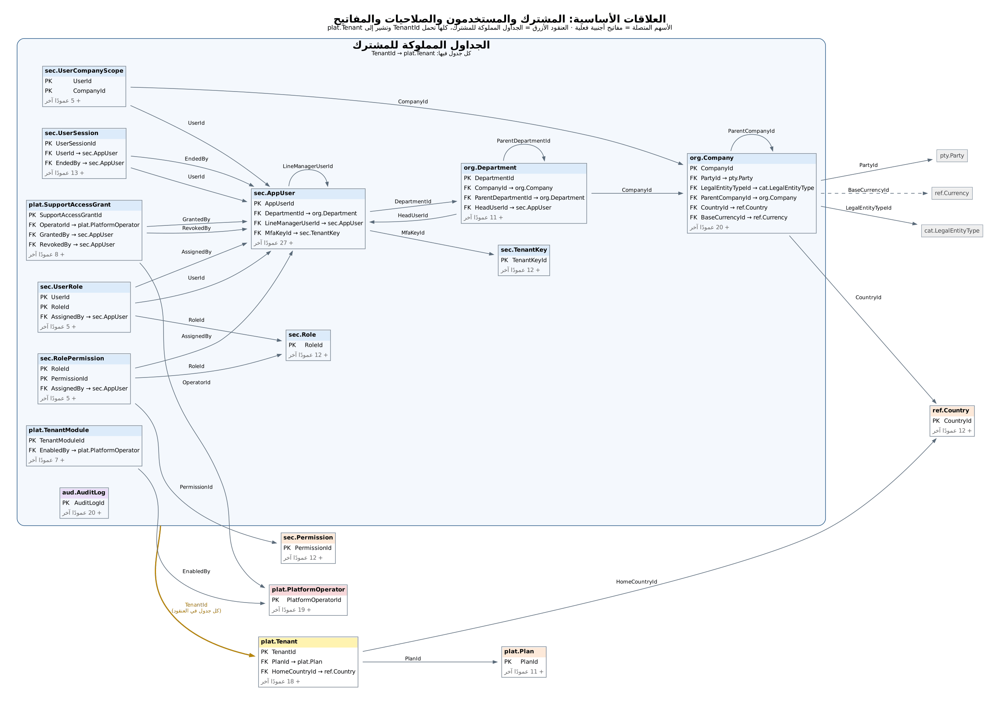 العلاقات الأساسية: المشترك والمستخدمون والصلاحيات والمفاتيح
الأسهم المتصلة = مفاتيح أجنبية فعلية · العنقود الأزرق = الجداول المملوكة للمشترك، كلها تحمل TenantId وتشير إلى plat.Tenant
الجداول المملوكة للمشترك
كل جدول فيها: TenantId → plat.Tenant
sec.UserCompanyScope
PK UserId
PK CompanyId
+ 5 عمودًا آخر
sec.UserSession
PK UserSessionId
FK UserId → sec.AppUser
FK EndedBy → sec.AppUser
+ 13 عمودًا آخر
plat.SupportAccessGrant
PK SupportAccessGrantId
FK OperatorId → plat.PlatformOperator
FK GrantedBy → sec.AppUser
FK RevokedBy → sec.AppUser
+ 8 عمودًا آخر
sec.UserRole
PK UserId
PK RoleId
FK AssignedBy → sec.AppUser
+ 5 عمودًا آخر
sec.RolePermission
PK RoleId
PK PermissionId
FK AssignedBy → sec.AppUser
+ 5 عمودًا آخر
plat.TenantModule
PK TenantModuleId
FK EnabledBy → plat.PlatformOperator
+ 7 عمودًا آخر
aud.AuditLog
PK AuditLogId
+ 20 عمودًا آخر
CompanyId
UserId
EndedBy
UserId
GrantedBy
RevokedBy
AssignedBy
UserId
RoleId
AssignedBy
RoleId
OperatorId
PermissionId
EnabledBy
TenantId
(كل جدول في العنقود)
LineManagerUserId
sec.AppUser
PK AppUserId
FK DepartmentId → org.Department
FK LineManagerUserId → sec.AppUser
FK MfaKeyId → sec.TenantKey
+ 27 عمودًا آخر
sec.Role
PK RoleId
+ 12 عمودًا آخر
sec.Permission
PK PermissionId
+ 12 عمودًا آخر
plat.PlatformOperator
PK PlatformOperatorId
+ 19 عمودًا آخر
plat.Tenant
PK TenantId
FK PlanId → plat.Plan
FK HomeCountryId → ref.Country
+ 18 عمودًا آخر
DepartmentId
HeadUserId
MfaKeyId
PlanId
ParentDepartmentId
org.Department
PK DepartmentId
FK CompanyId → org.Company
FK ParentDepartmentId → org.Department
FK HeadUserId → sec.AppUser
+ 11 عمودًا آخر
sec.TenantKey
PK TenantKeyId
+ 12 عمودًا آخر
plat.Plan
PK PlanId
+ 11 عمودًا آخر
CompanyId
HomeCountryId
ParentCompanyId
org.Company
PK CompanyId
FK PartyId → pty.Party
FK LegalEntityTypeId → cat.LegalEntityType
FK ParentCompanyId → org.Company
FK CountryId → ref.Country
FK BaseCurrencyId → ref.Currency
+ 20 عمودًا آخر
PartyId
BaseCurrencyId
LegalEntityTypeId
CountryId
pty.Party
ref.Currency
cat.LegalEntityType
ref.Country
PK CountryId
+ 12 عمودًا آخر